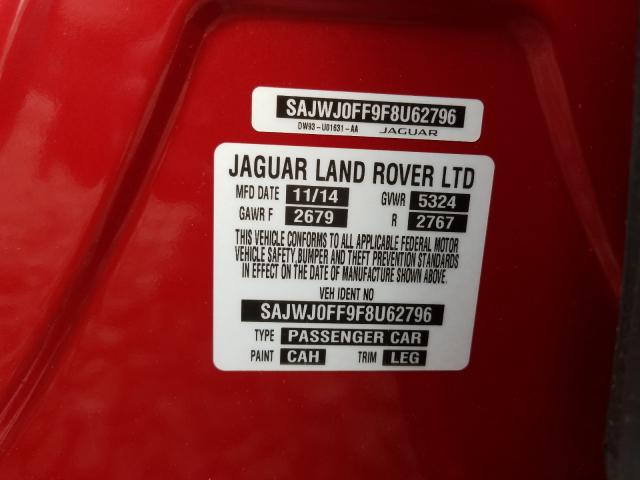 SAJWJ0FF9F8U62796
DW93-U01631-AA JAGUAR
JAGUAR LAND ROVER LTD
MFD DATE 11/14 GVWR 5324
GAWR F 2679 R 2767
THIS VEHICLE CONFORMS TO ALL APPLICABLE FEDERAL MOTOR
VEHICLE SAFETY, BUMPER AND THEFT PREVENTION STANDARDS
IN EFFECT ON THE DATE OF MANUFACTURE SHOWN ABOVE.
VEH IDENT NO
SAJWJ0FF9F8U62796
TYPE PASSENGER CAR
PAINT CAH TRIM LEG